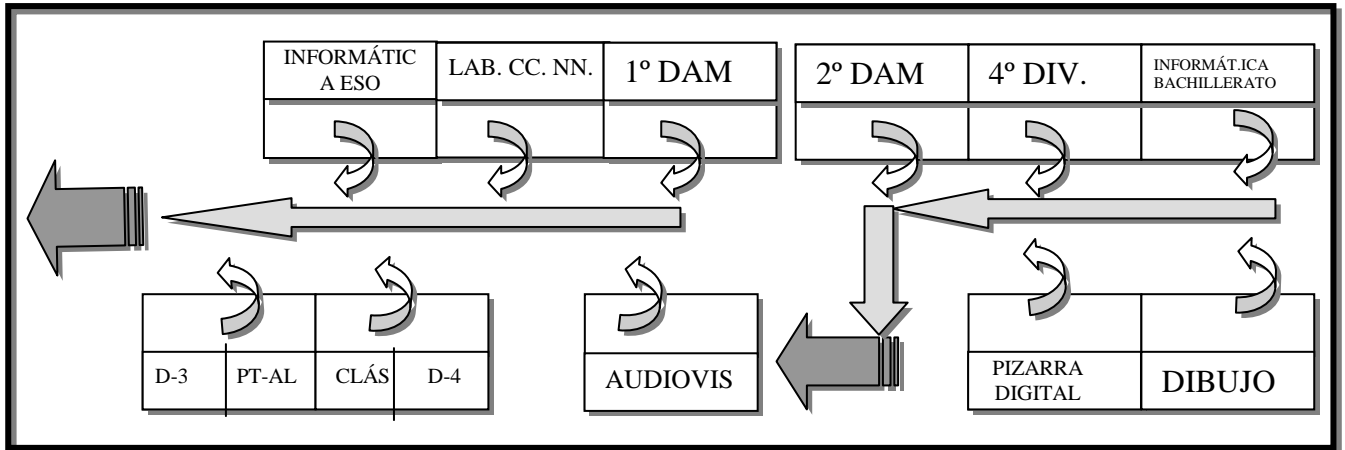 INFORMÁTIC
A ESO
LAB. CC. NN.
1º DAM
2º DAM
4º DIV.
INFORMÁT.ICA
BACHILLERATO
D-3
PT-AL
CLÁS
D-4
AUDIOVIS
PIZARRA
DIGITAL
DIBUJO